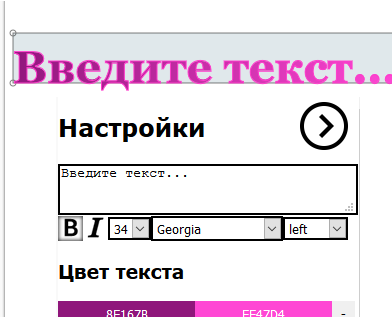 Введите текст...
Настройки
Введите текст...
B I 34 Georgia left
Цвет текста
8E167B FF47D4 -